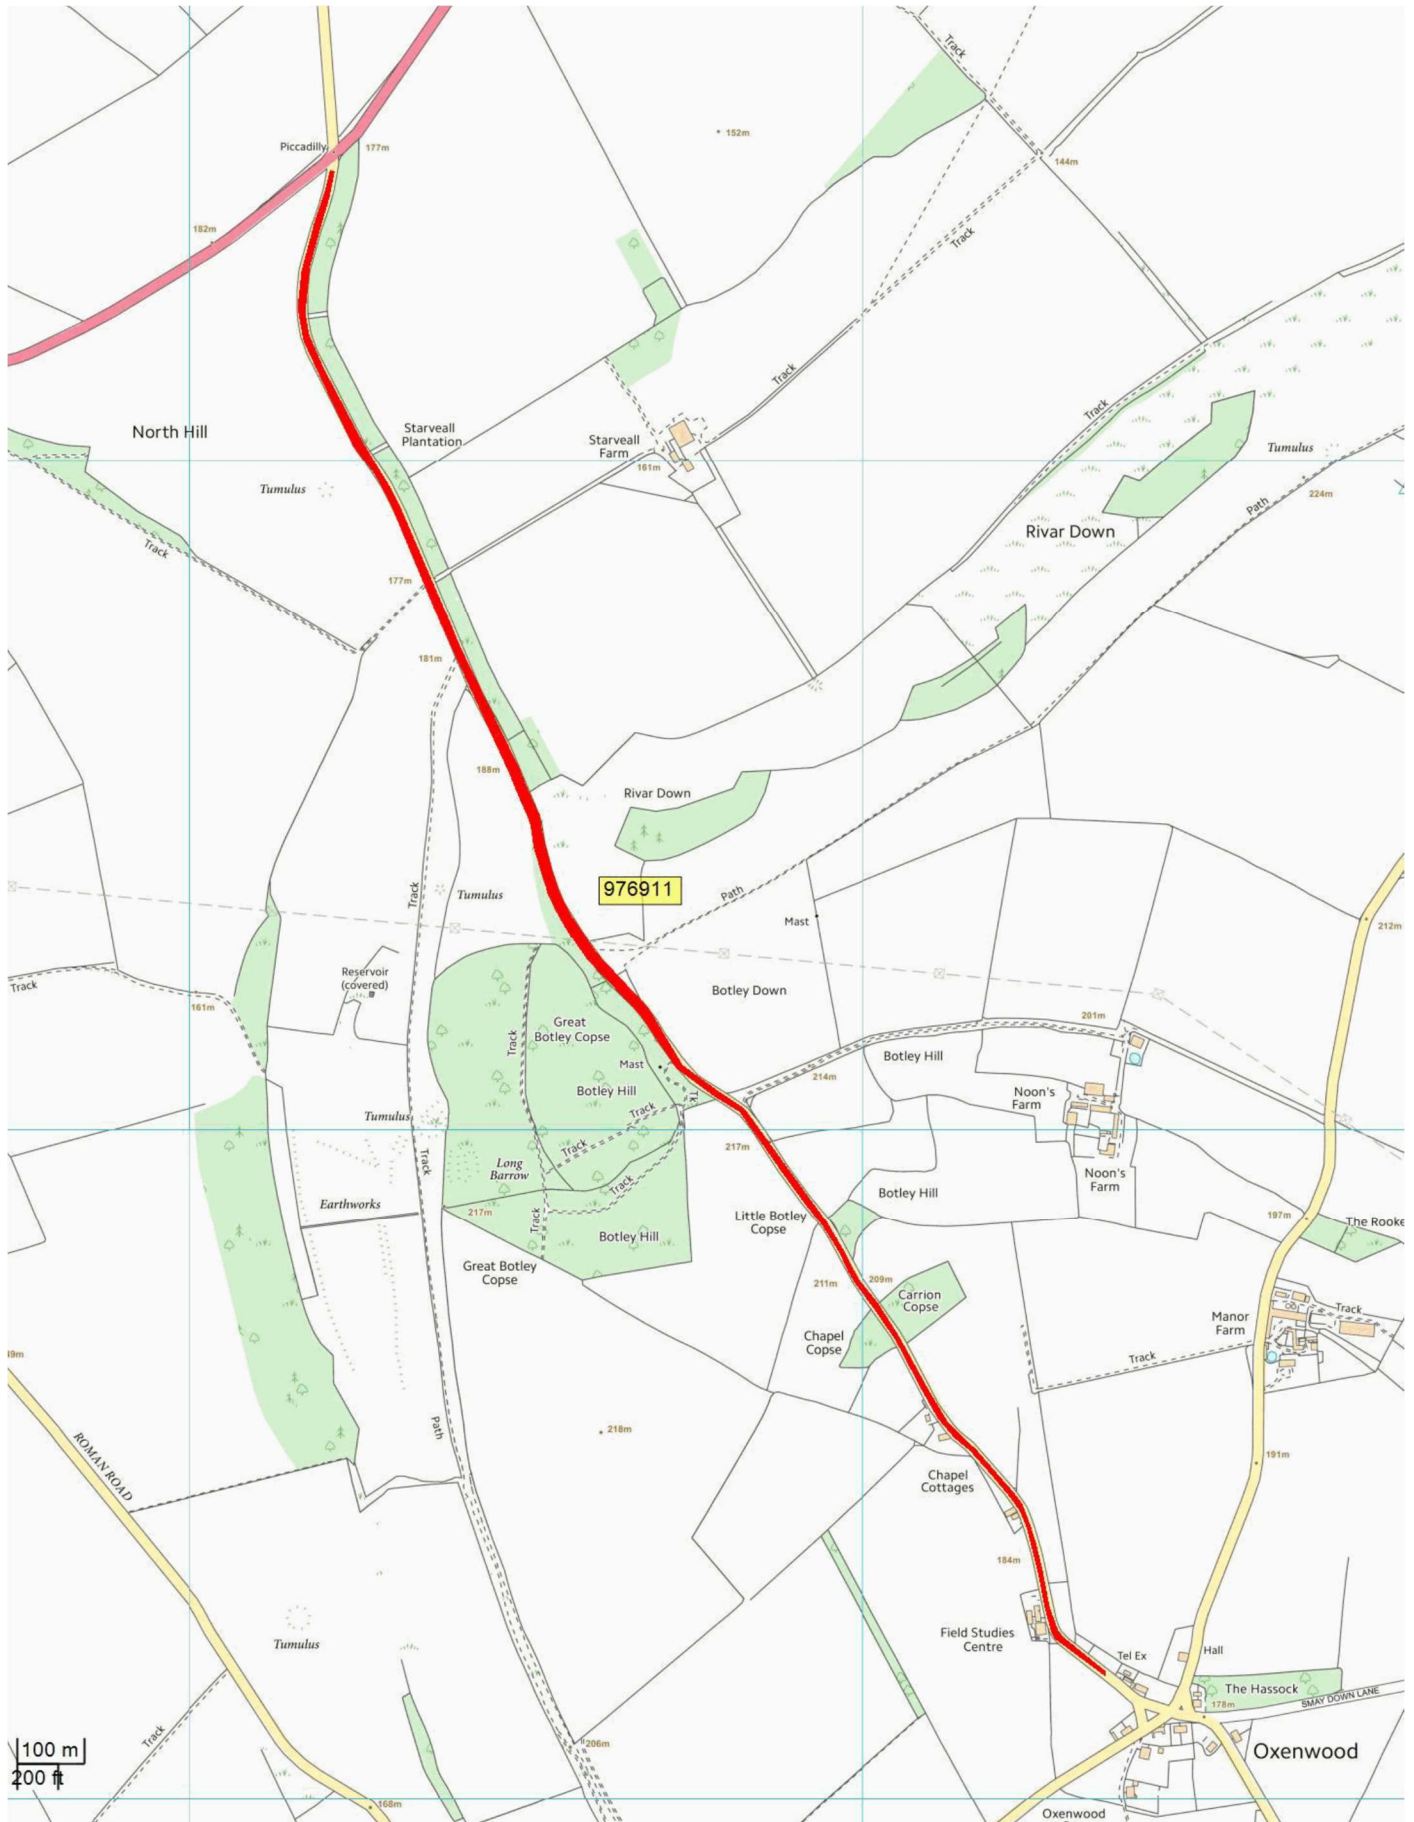 Track
152m
Piccadilly
177m
144m
182m
Track
Track
North Hill
Starveall
Plantation
Starveall
Farm
161m
Track
Tumulus
224m
Path
Tumulus
Rivar Down
Track
177m
181m
188m
Rivar Down
976911
Track
Tumulus
Path
Mast
212m
Track
Reservoir
(covered)
161m
Botley Down
201m
Great
Botley Copse
Track
Mast
Botley Hill
Botley Hill
214m
Noon's
Farm
Tumulus
Track
Tk
Track
217m
Track
Long
Barrow
Track
Noon's
Farm
Earthworks
217m
Track
Botley Hill
Botley Hill
Little Botley
Copse
197m
The Rooke
Great Botley
Copse
211m
209m
Carrion
Copse
Manor
Farm
Track
Chapel
Copse
Track
49m
ROMAN ROAD
Path
218m
191m
Chapel
Cottages
184m
Tumulus
Field Studies
Centre
Tel Ex
Hall
The Hassock
SMAY DOWN LANE
178m
Track
100 m
200 ft
206m
Oxenwood
168m
Oxenwood